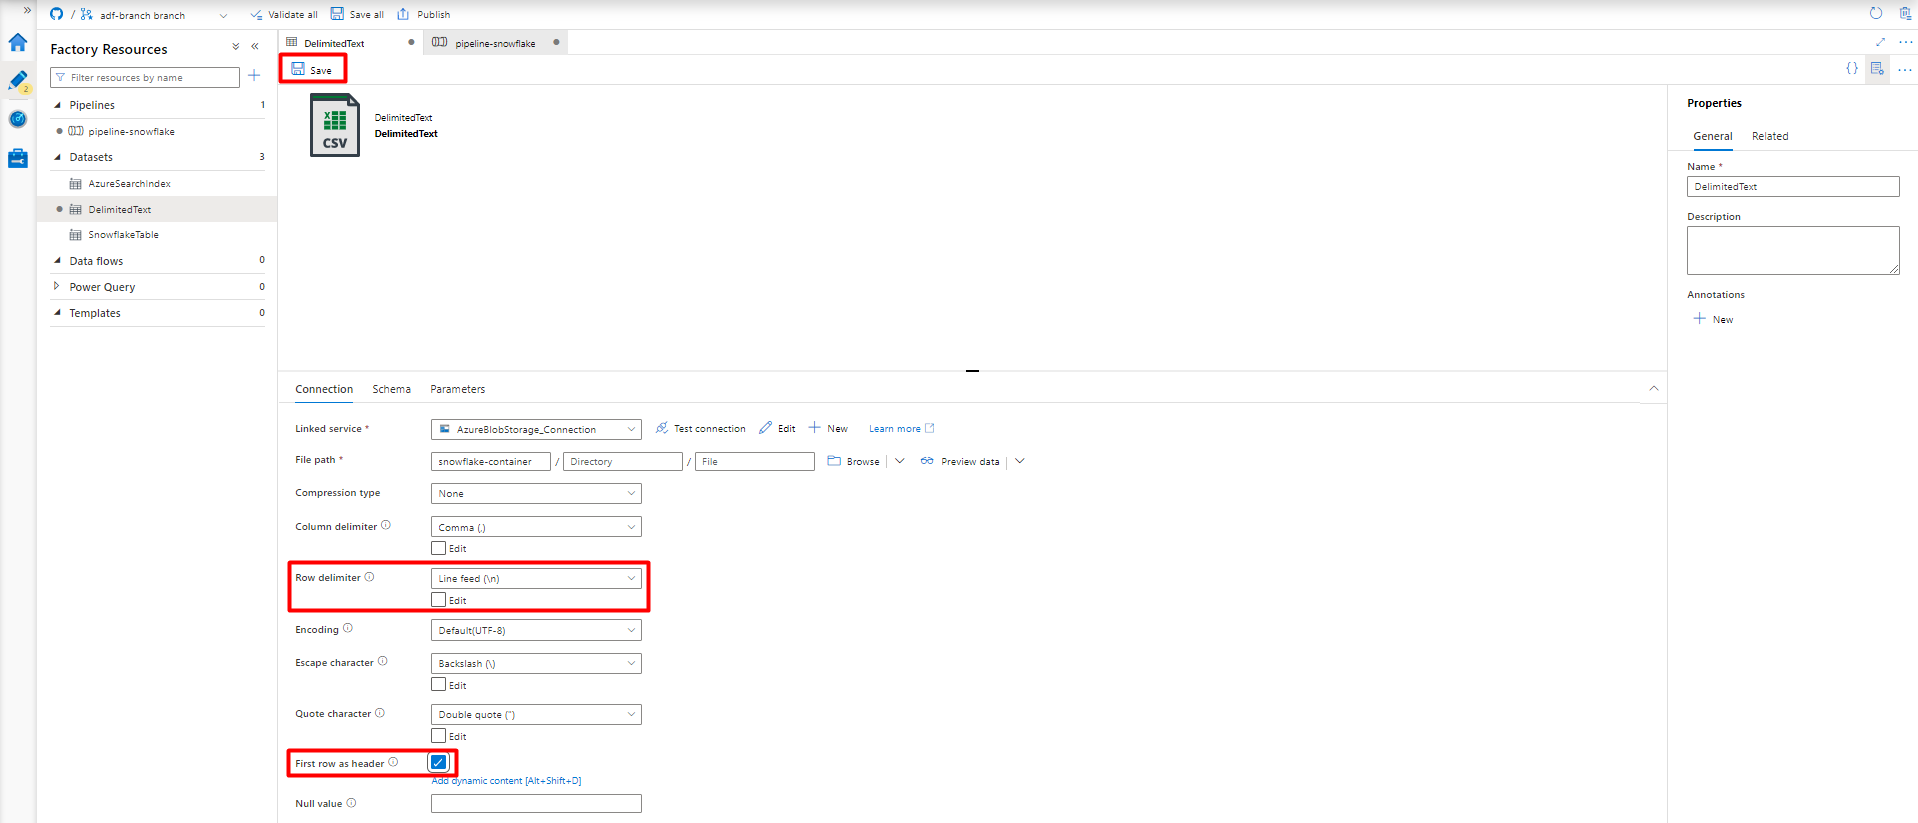 » / adf-branch branch Validate all Save all Publish
Factory Resources
Filter resources by name
Pipelines 1
pipeline-snowflake
Datasets 3
AzureSearchIndex
DelimitedText
SnowflakeTable
Data flows 0
Power Query 0
Templates 0
2
DelimitedText pipeline-snowflake
Save
CSV
DelimitedText
DelimitedText
Connection Schema Parameters
Linked service * AzureBlobStorage_Connection Test connection Edit New Learn more
File path * snowflake-container / Directory / File Browse Preview data
Compression type None
Column delimiter Comma (,)
Edit
Row delimiter Line feed (\n)
Edit
Encoding Default(UTF-8)
Escape character Backslash (\)
Edit
Quote character Double quote (")
Edit
First row as header
Add dynamic content [Alt+Shift+D]
Null value
{}
Properties
General Related
Name *
DelimitedText
Description
Annotations
New